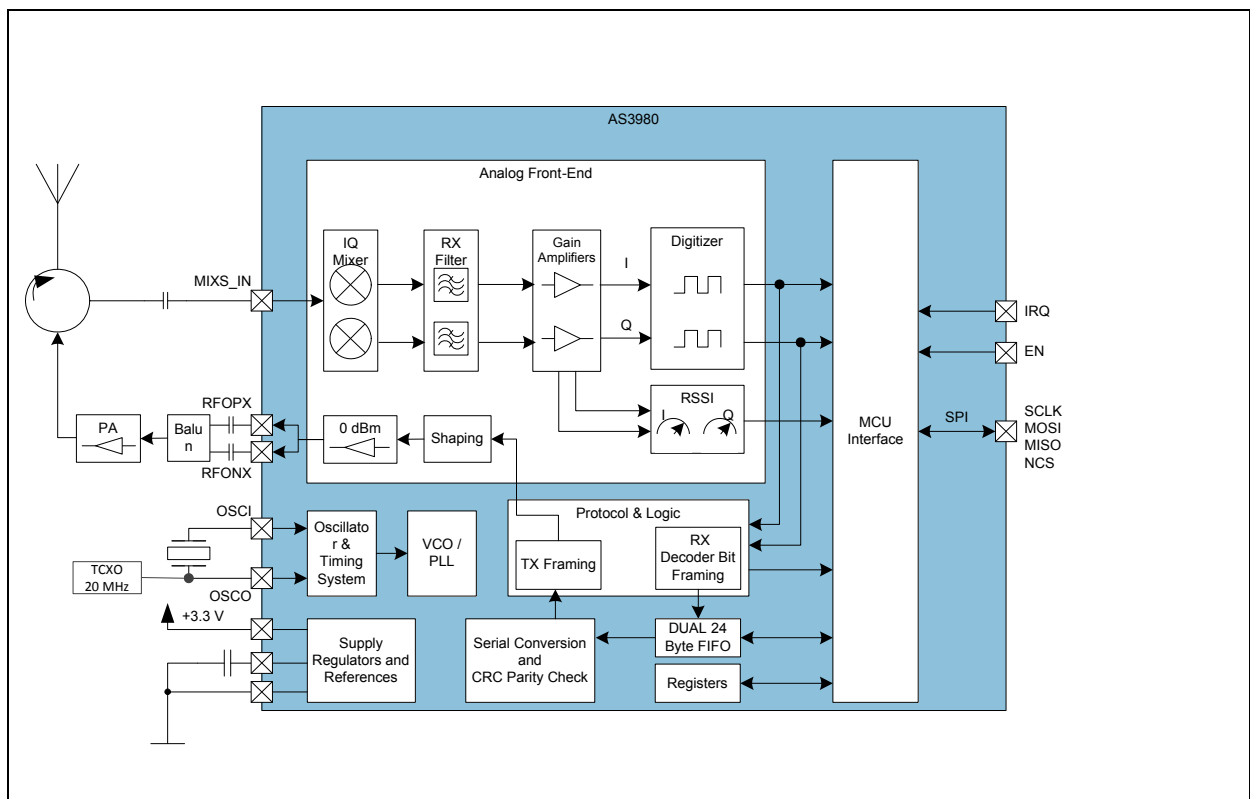 AS3980
Analog Front-End
IQ
Mixer
RX
Filter
Gain
Amplifiers
I
Q
Digitizer
MIXS_IN
RSSI
I
Q
RFOPX
RFONX
PA
Balu
n
0 dBm
Shaping
MCU
Interface
IRQ
EN
SPI
SCLK
MOSI
MISO
NCS
OSCI
OSCO
TCXO
20 MHz
Oscillato
r &
Timing
System
VCO /
PLL
Protocol & Logic
TX Framing
RX
Decoder Bit
Framing
+3.3 V
Supply
Regulators and
References
Serial Conversion
and
CRC Parity Check
DUAL 24
Byte FIFO
Registers